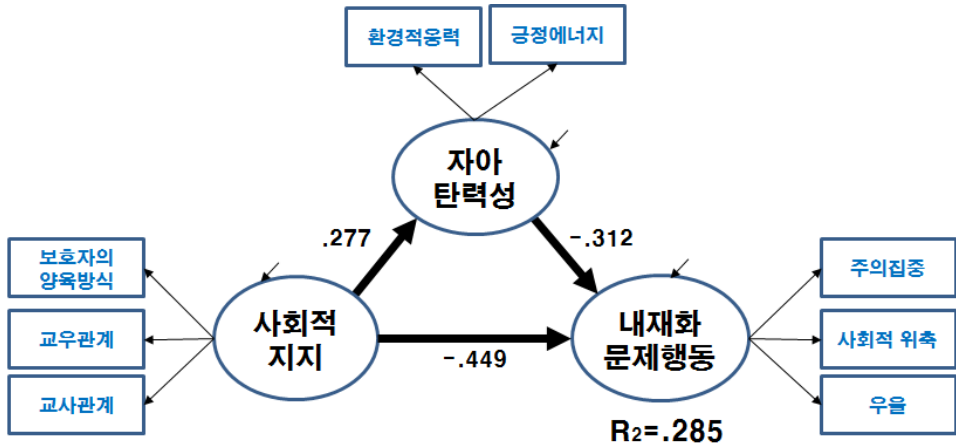 환경적응력
긍정에너지
자아
탄력성
.277
-.312
보호자의
양육방식
교우관계
교사관계
사회적
지지
-.449
내재화
문제행동
주의집중
사회적 위축
우울
R2=.285